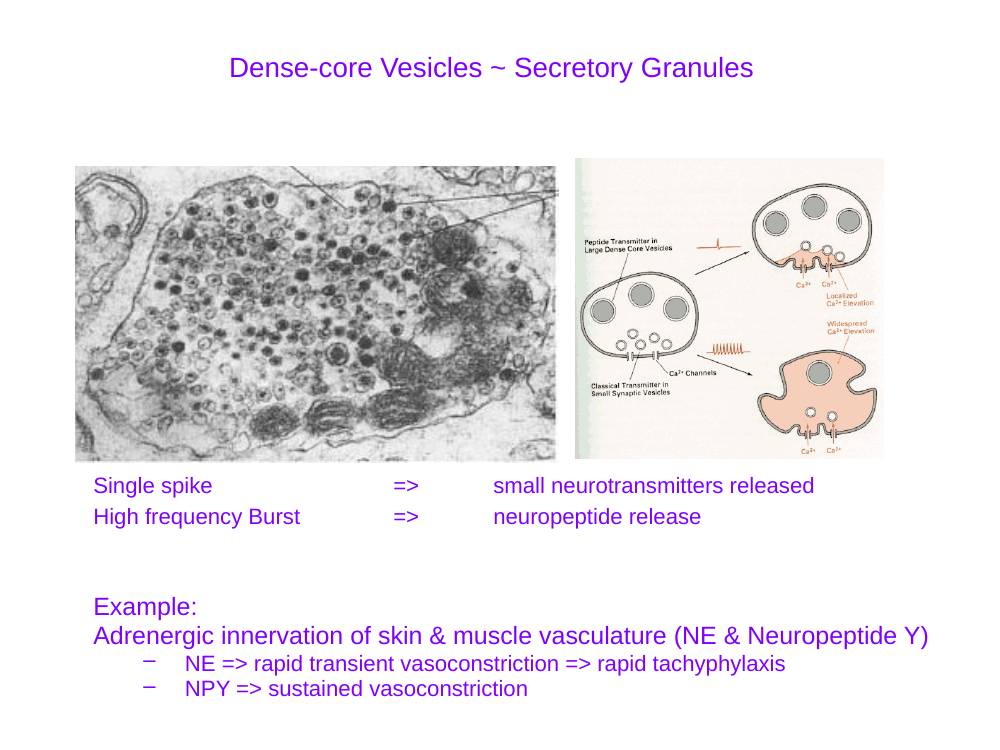 Dense-core Vesicles ~ Secretory Granules
Peptide Transmitter in
Large Dense Core Vesicles
Ca²⁺ Ca²⁺
Localized
Ca²⁺ Elevation
Widespread
Ca²⁺ Elevation
Ca²⁺ Channels
Classical Transmitter in
Small Synaptic Vesicles
Ca²⁺ Ca²⁺
Single spike => small neurotransmitters released
High frequency Burst => neuropeptide release
Example:
Adrenergic innervation of skin & muscle vasculature (NE & Neuropeptide Y)
– NE => rapid transient vasoconstriction => rapid tachyphylaxis
– NPY => sustained vasoconstriction